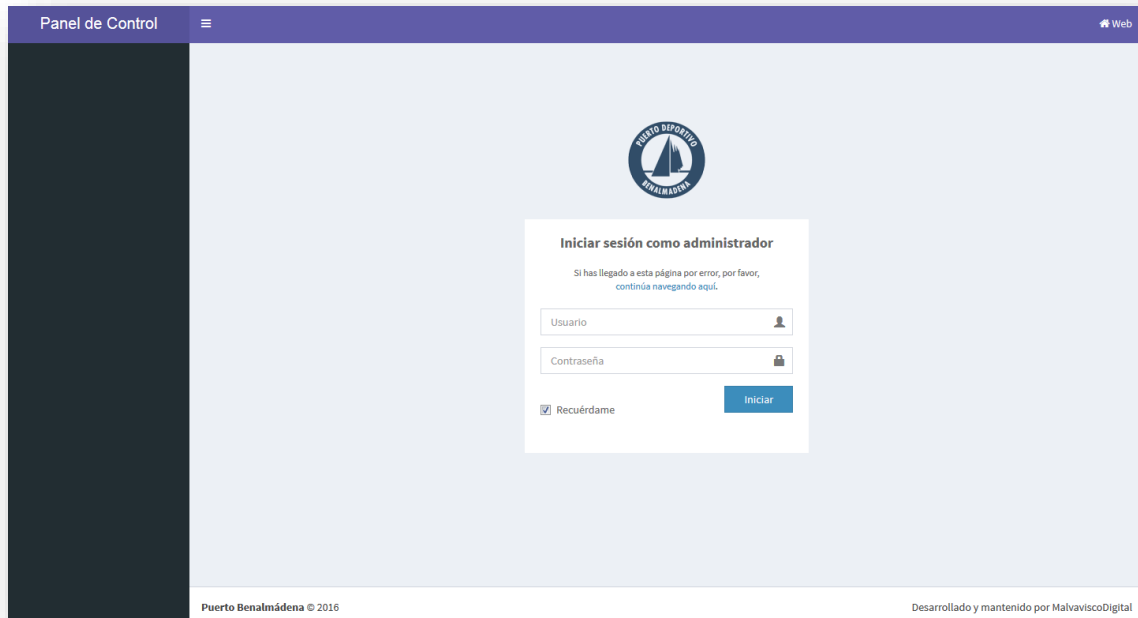 Panel de Control
Web
PUERTO DEPORTIVO
BENALMADENA
Iniciar sesión como administrador
Si has llegado a esta página por error, por favor,
continúa navegando aquí.
Usuario
Contraseña
Recuérdame
Iniciar
Puerto Benalmádena © 2016
Desarrollado y mantenido por MalvaviscoDigital